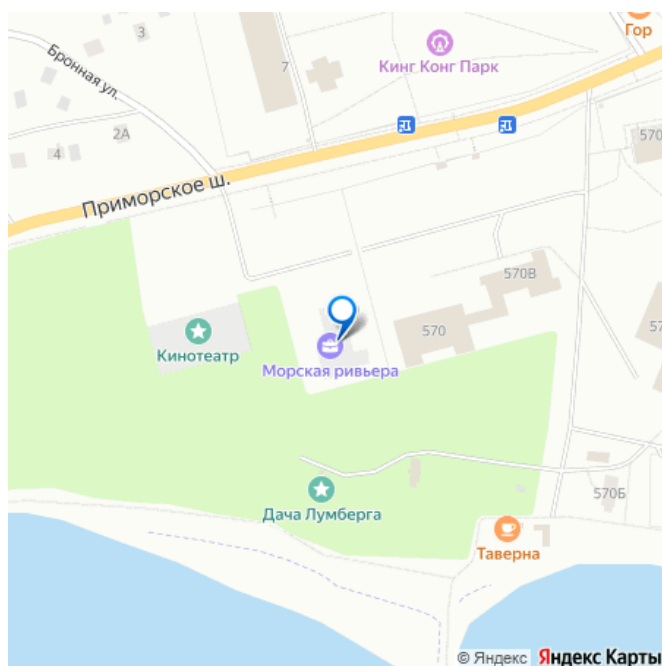 Гор
3
Кинг Конг Парк
Бронная ул.
7
2А
4
570
Приморское ш.
570В
570
57
Кинотеатр
Морская ривьера
570Б
Дача Лумберга
Таверна
© Яндекс Яндекс Карты